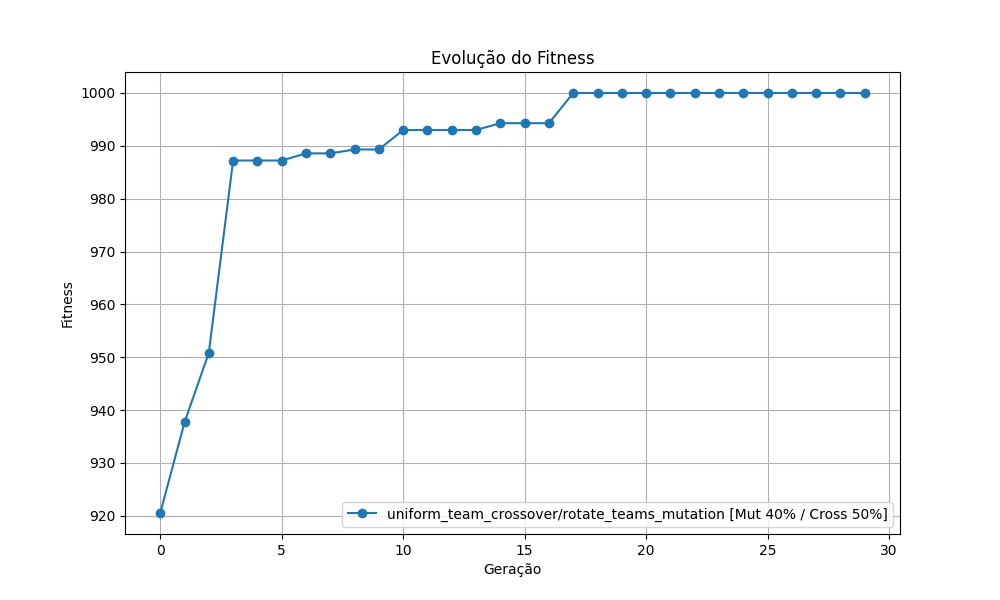 Evolução do Fitness
1000
990
980
970
960
950
940
930
920
Fitness
uniform_team_crossover/rotate_teams_mutation [Mut 40% / Cross 50%]
0 5 10 15 20 25 30
Geração